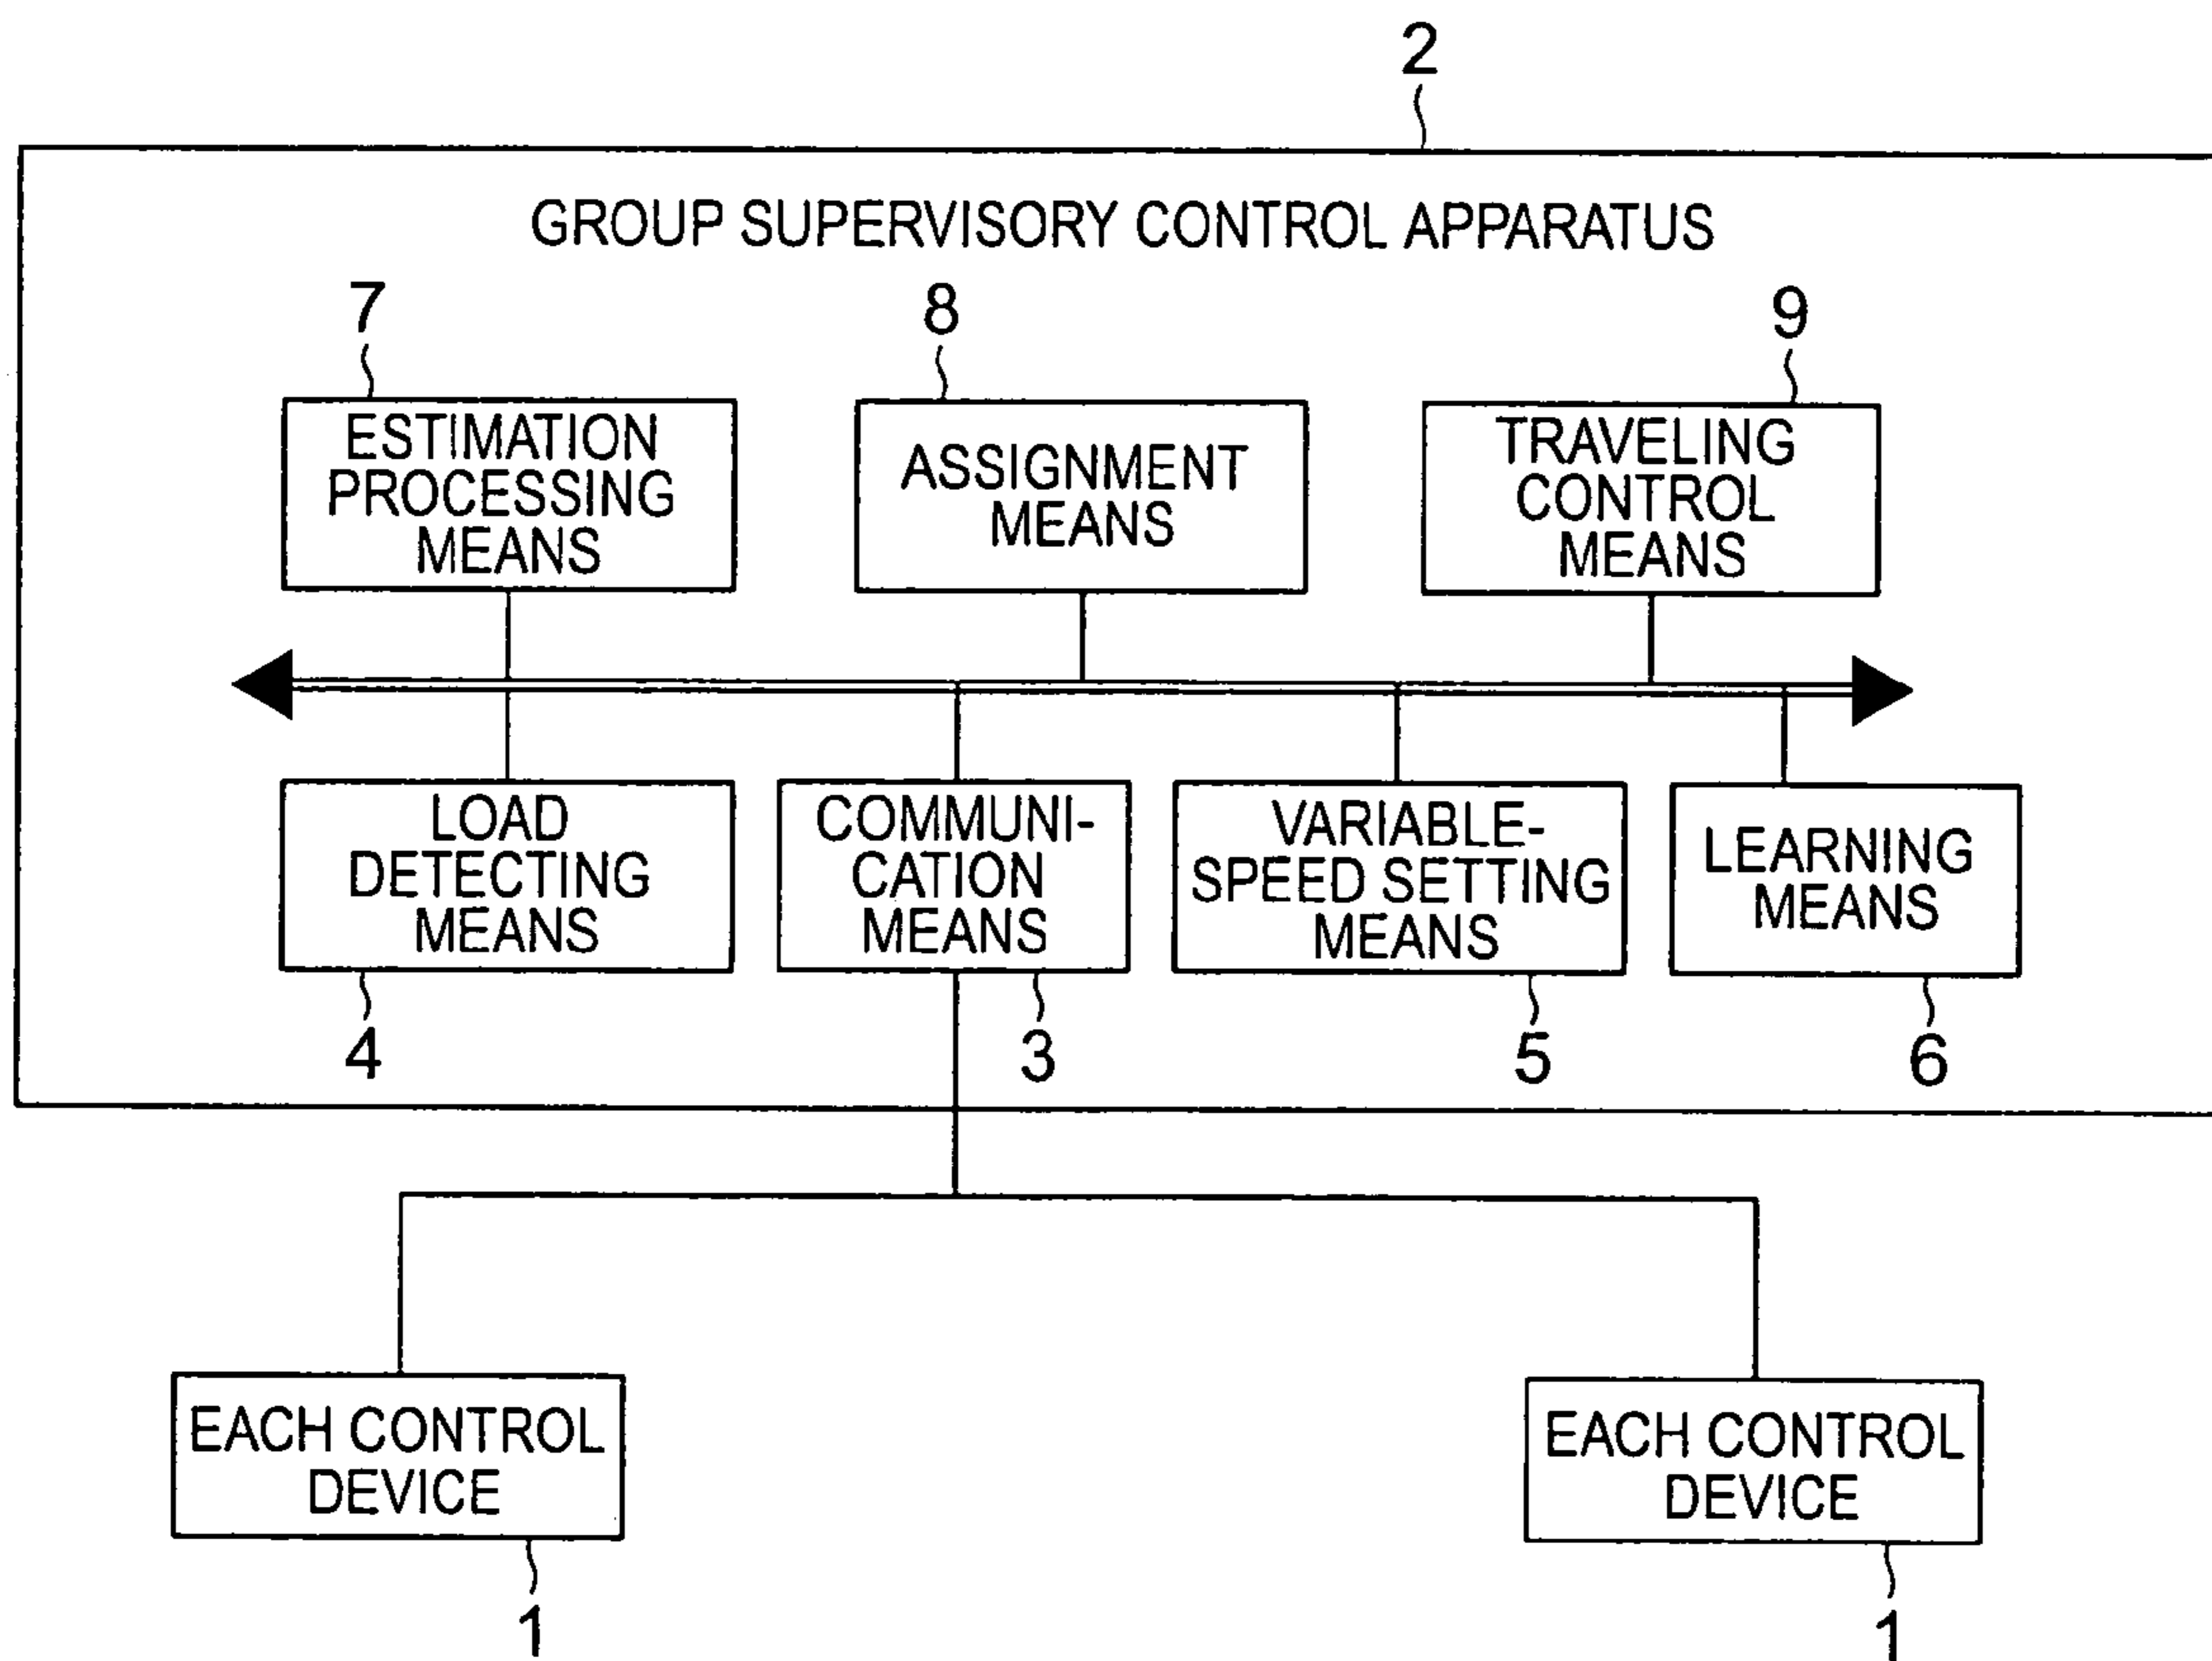 2
GROUP SUPERVISORY CONTROL APPARATUS
7
8
9
ESTIMATION
PROCESSING
MEANS
ASSIGNMENT
MEANS
TRAVELING
CONTROL
MEANS
LOAD
DETECTING
MEANS
COMMUNI-
CATION
MEANS
VARIABLE-
SPEED SETTING
MEANS
LEARNING
MEANS
4
3
5
6
EACH CONTROL
DEVICE
EACH CONTROL
DEVICE
1
1